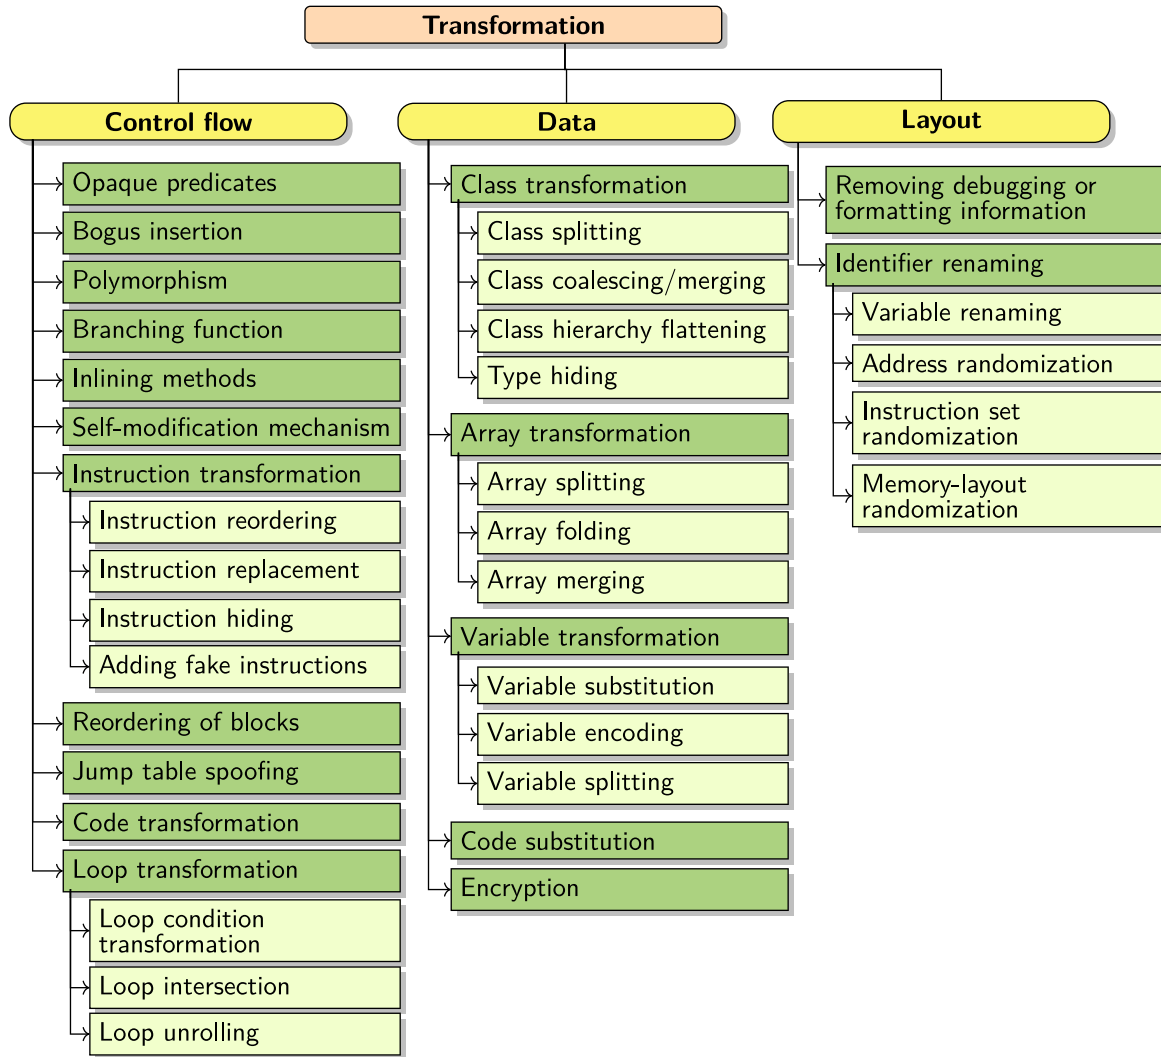 Transformation
Control flow
Opaque predicates
Bogus insertion
Polymorphism
Branching function
Inlining methods
Self-modification mechanism
Instruction transformation
Instruction reordering
Instruction replacement
Instruction hiding
Adding fake instructions
Reordering of blocks
Jump table spoofing
Code transformation
Loop transformation
Loop condition
transformation
Loop intersection
Loop unrolling
Data
Class transformation
Class splitting
Class coalescing/merging
Class hierarchy flattening
Type hiding
Array transformation
Array splitting
Array folding
Array merging
Variable transformation
Variable substitution
Variable encoding
Variable splitting
Code substitution
Encryption
Layout
Removing debugging or
formatting information
Identifier renaming
Variable renaming
Address randomization
Instruction set
randomization
Memory-layout
randomization